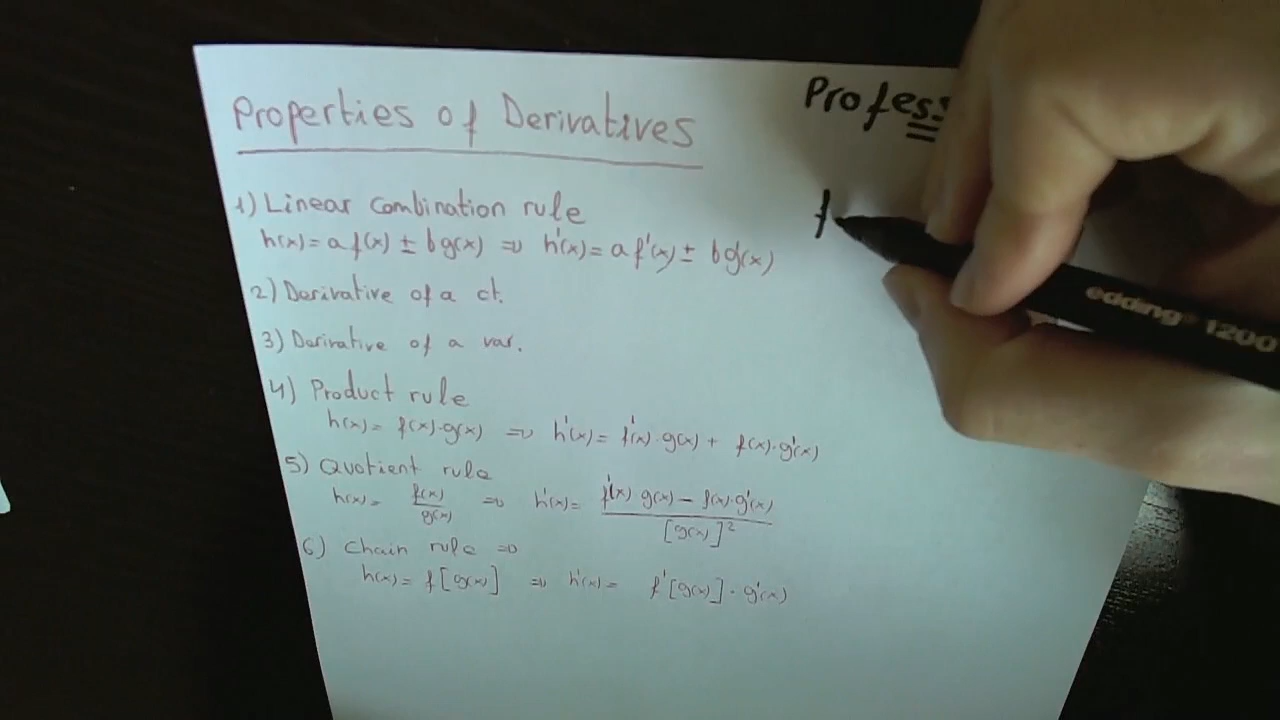 Properties of Derivatives
1) Linear Combination rule
h(x) = a f(x) ± b g(x) ⇒ h'(x) = a f'(x) ± b g'(x)
2) Derivative of a ct.
3) Derivative of a var.
4) Product rule
h(x) = f(x)·g(x) ⇒ h'(x) = f'(x)·g(x) + f(x)·g'(x)
5) Quotient rule
h(x) = f(x)/g(x) ⇒ h'(x) = f'(x) g(x) − f(x)·g'(x) / [g(x)]²
6) Chain rule ⇒
h(x) = f[g(x)] ⇒ h'(x) = f'[g(x)] · g'(x)
edding 1200